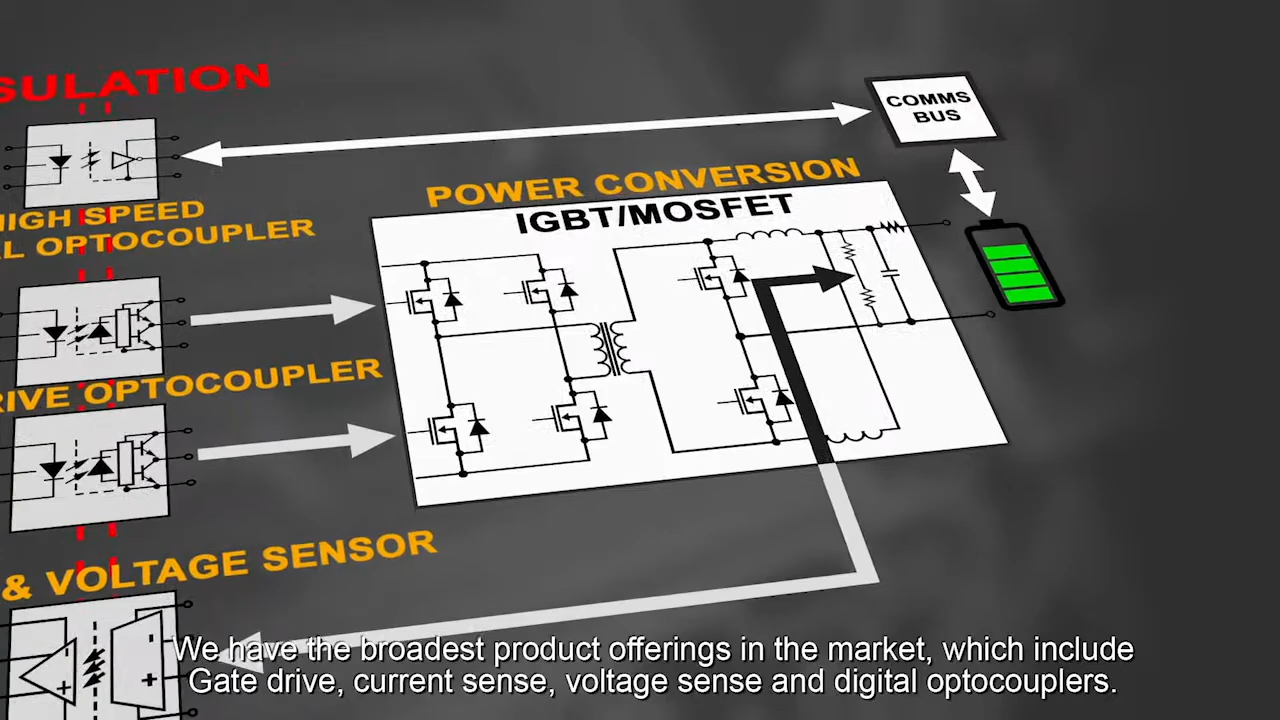 SULATION
COMMS
BUS
POWER CONVERSION
IGBT/MOSFET
HIGH SPEED
AL OPTOCOUPLER
RIVE OPTOCOUPLER
& VOLTAGE SENSOR
We have the broadest product offerings in the market, which include
Gate drive, current sense, voltage sense and digital optocouplers.